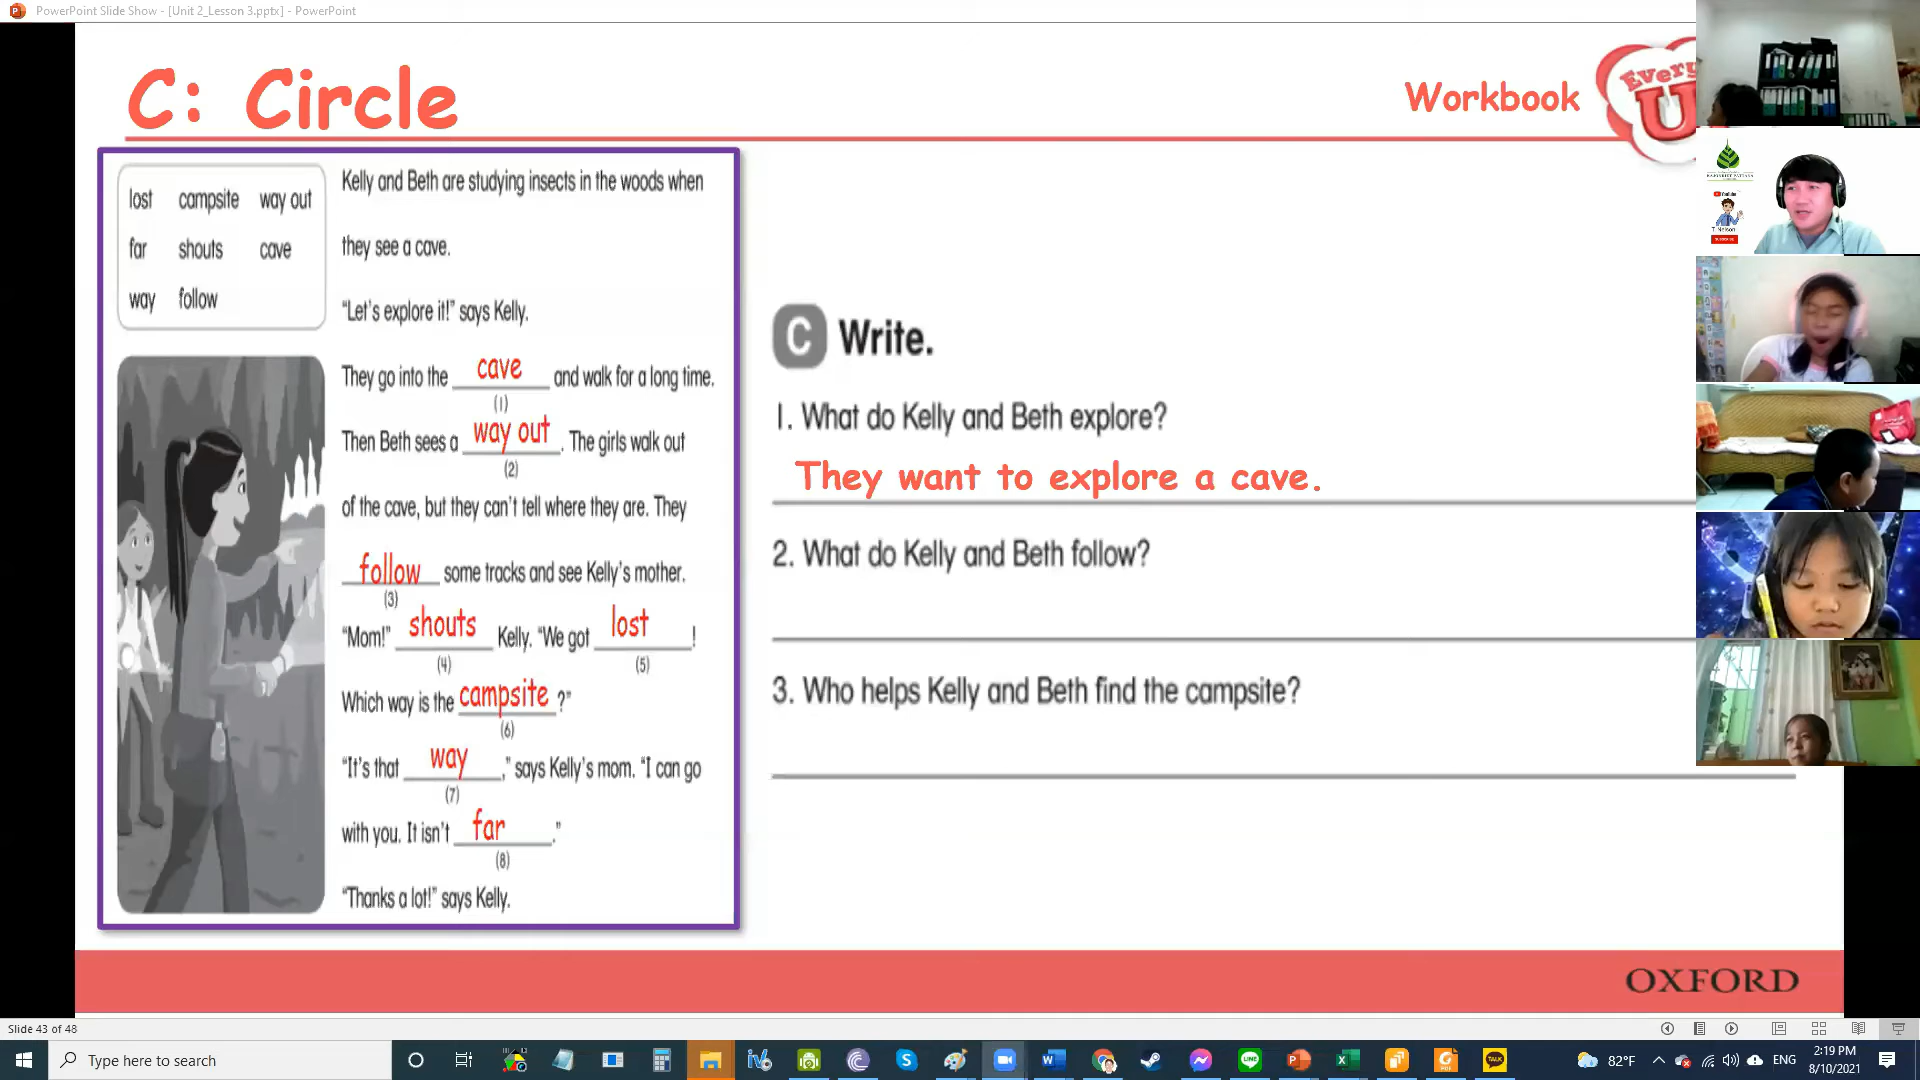 PowerPoint Slide Show - [Unit 2_Lesson 3.pptx] - PowerPoint
C: Circle
Workbook
Every
U
lost campsite way out
far shouts cave
way follow
Kelly and Beth are studying insects in the woods when
they see a cave.
“Let's explore it!” says Kelly.
They go into the cave and walk for a long time.
(1)
Then Beth sees a way out. The girls walk out
(2)
of the cave, but they can't tell where they are. They
follow some tracks and see Kelly's mother.
(3)
“Mom!” shouts Kelly. “We got lost!
(4) (5)
Which way is the campsite?”
(6)
“It's that way,” says Kelly's mom. “I can go
(7)
with you. It isn't far.”
(8)
“Thanks a lot!” says Kelly.
C Write.
1. What do Kelly and Beth explore?
They want to explore a cave.
2. What do Kelly and Beth follow?
3. Who helps Kelly and Beth find the campsite?
OXFORD
YouTube
T. Nelson
SUBSCRIBE
Slide 43 of 48
Type here to search
82°F
ENG
2:19 PM
8/10/2021
TALK